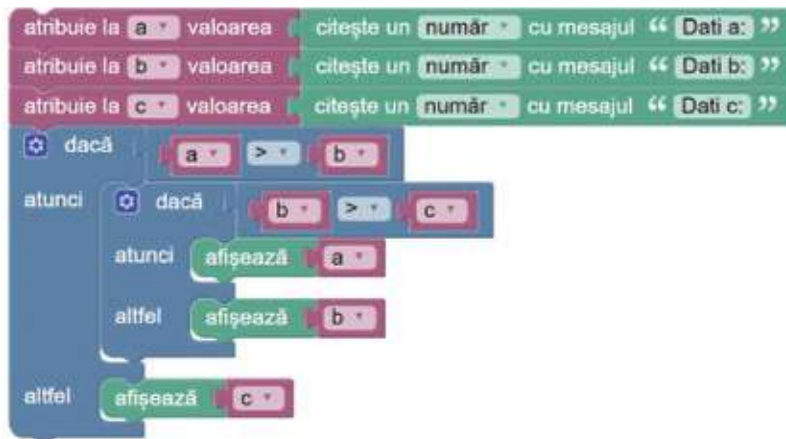 atribuie la a valoarea citește un număr cu mesajul “ Dati a: ”
atribuie la b valoarea citește un număr cu mesajul “ Dati b: ”
atribuie la c valoarea citește un număr cu mesajul “ Dati c: ”
dacă a > b
atunci dacă b > c
atunci afișează a
altfel afișează b
altfel afișează c